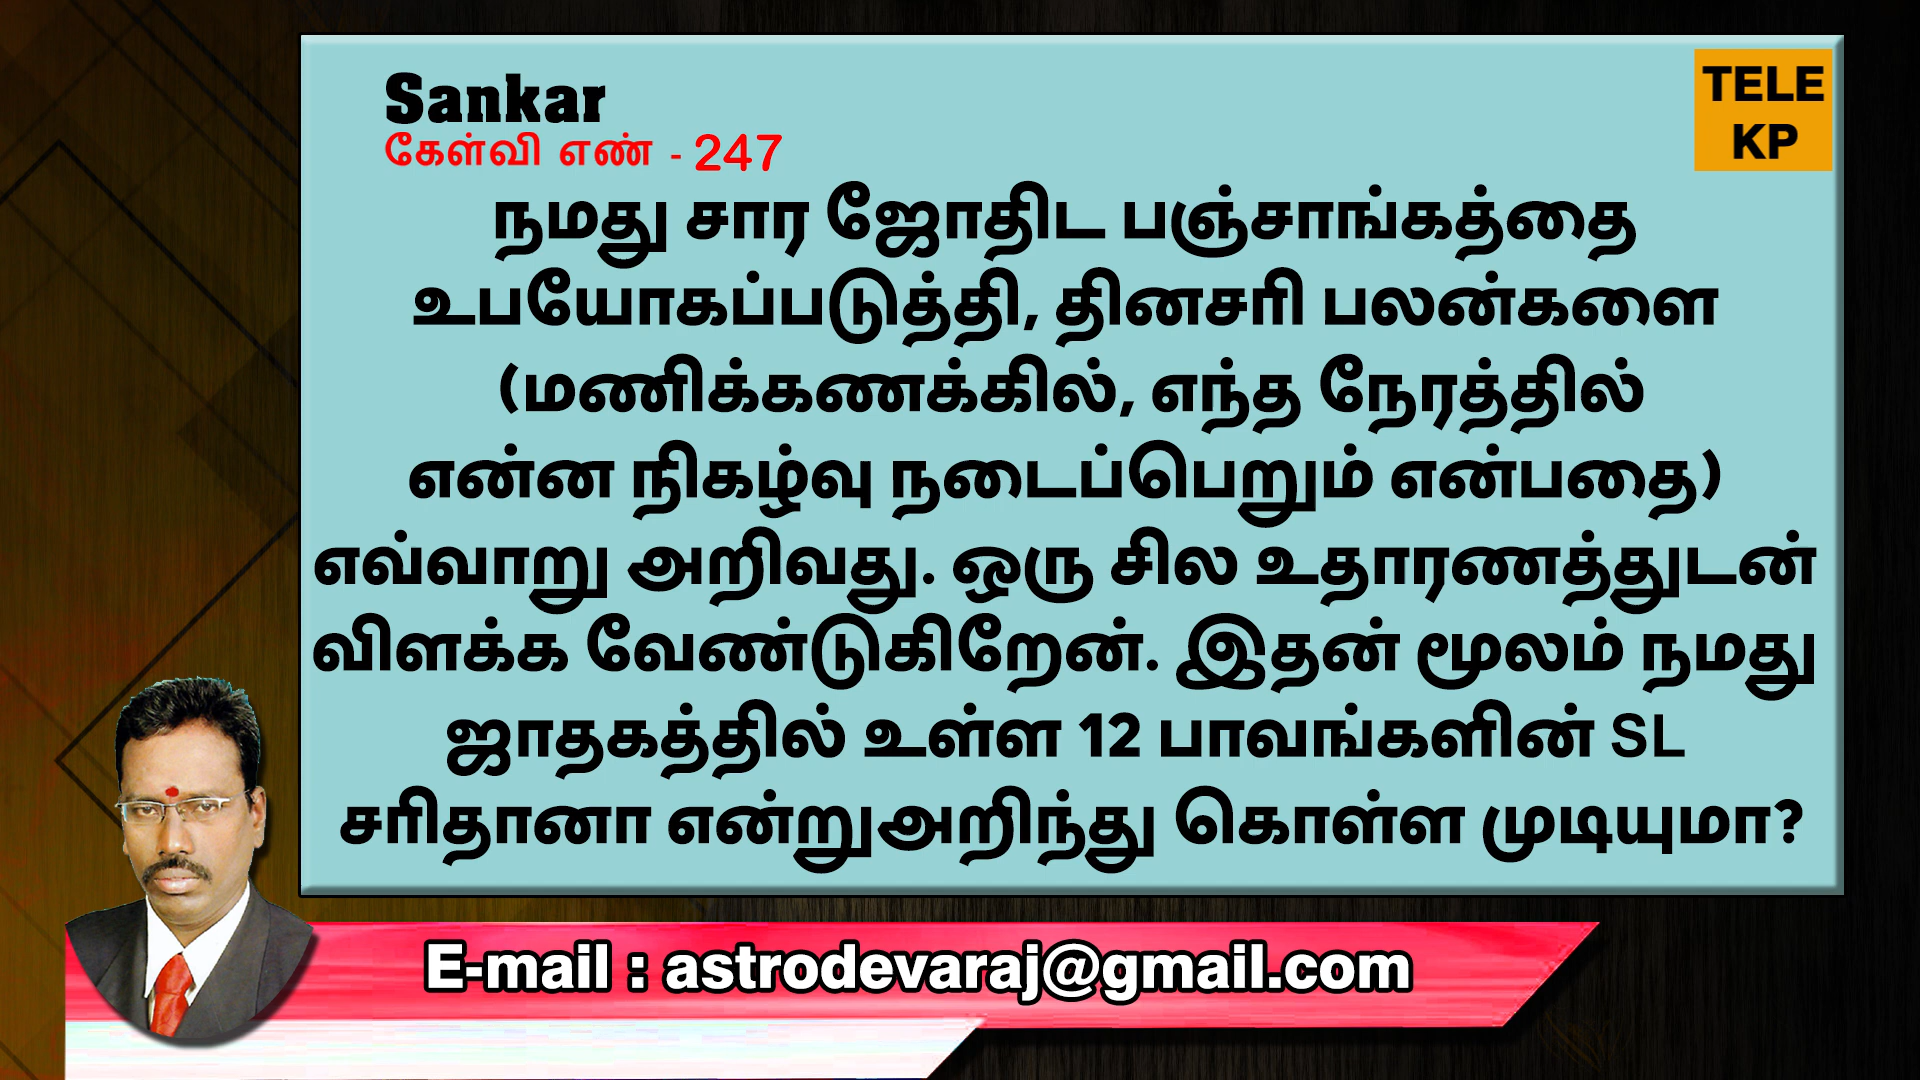 Sankar
TELE
KP
கேள்வி எண் - 247
நமது சார ஜோதிட பஞ்சாங்கத்தை
உபயோகப்படுத்தி, தினசரி பலன்களை
(மணிக்கணக்கில், எந்த நேரத்தில்
என்ன நிகழ்வு நடைப்பெறும் என்பதை)
எவ்வாறு அறிவது. ஒரு சில உதாரணத்துடன்
விளக்க வேண்டுகிறேன். இதன் மூலம் நமது
ஜாதகத்தில் உள்ள 12 பாவங்களின் SL
சரிதானா என்றுஅறிந்து கொள்ள முடியுமா?
E-mail : astrodevaraj@gmail.com